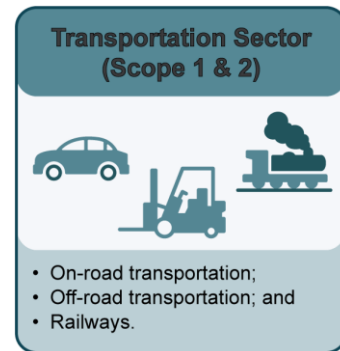 Transportation Sector
(Scope 1 & 2)
• On-road transportation;
• Off-road transportation; and
• Railways.